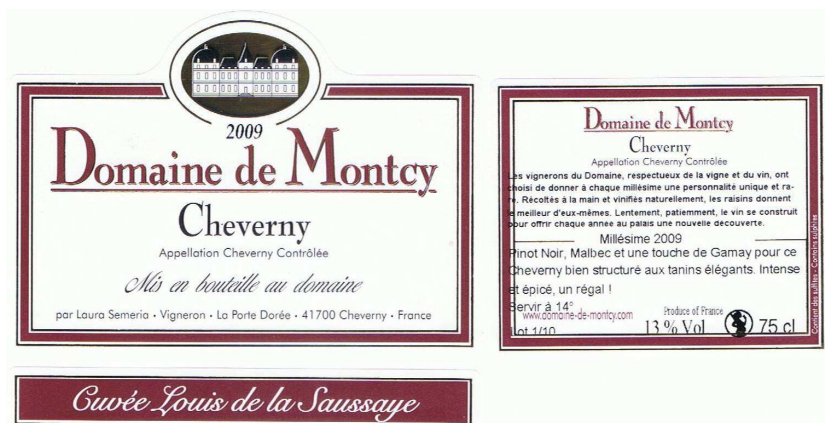 2009
Domaine de Montcy
Cheverny
Appellation Cheverny Contrôlée
Mis en bouteille au domaine
par Laura Semeria • Vigneron • La Porte Dorée • 41700 Cheverny • France
Cuvée Louis de la Saussaye
Domaine de Montcy
Cheverny
Appellation Cheverny Contrôlée
Les vignerons du Domaine, respectueux de la vigne et du vin, ont
choisi de donner à chaque millésime une personnalité unique et ra-
re. Récoltés à la main et vinifiés naturellement, les raisins donnent
le meilleur d'eux-mêmes. Lentement, patiemment, le vin se construit
pour offrir chaque année au palais une nouvelle découverte.
Millésime 2009
Pinot Noir, Malbec et une touche de Gamay pour ce
Cheverny bien structuré aux tanins élégants. Intense
et épicé, un régal !
Servir à 14°
www.domaine-de-montcy.com
Produce of France
Lot 1/10
13 % Vol
75 cl
Contient des sulfites - Contains sulphites